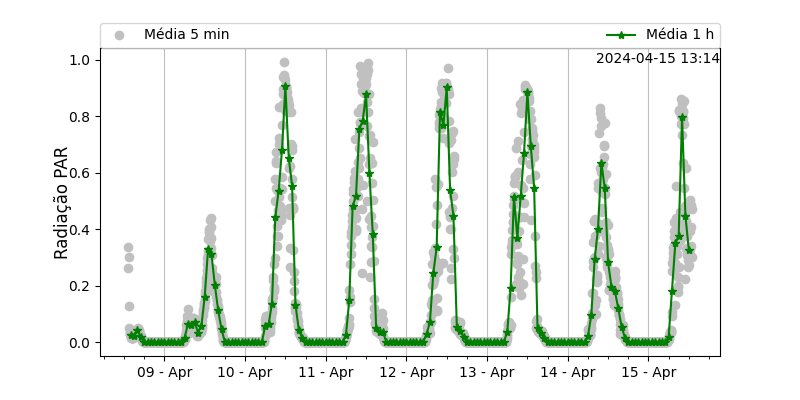 Média 5 min
Média 1 h
2024-04-15 13:14
Radiação PAR
1.0
0.8
0.6
0.4
0.2
0.0
09 - Apr
10 - Apr
11 - Apr
12 - Apr
13 - Apr
14 - Apr
15 - Apr